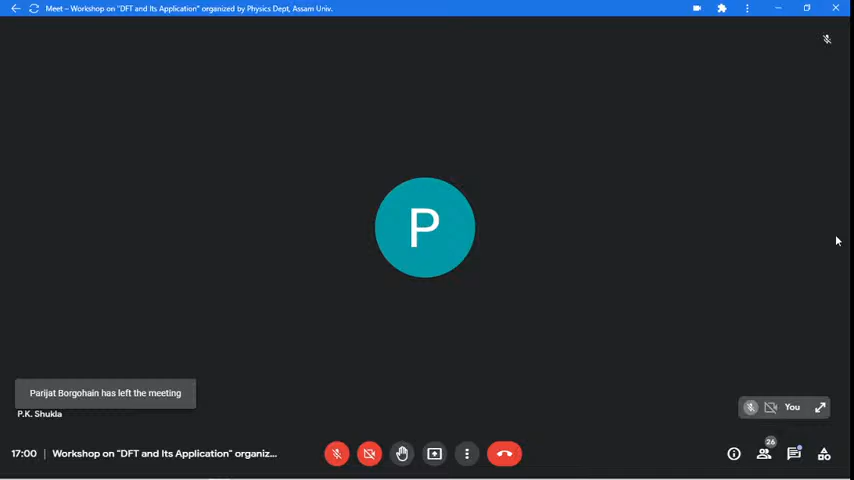 Meet – Workshop on "DFT and Its Application" organized by Physics Dept, Assam Univ.
P
Parijat Borgohain has left the meeting
P.K. Shukla
You
26
17:00
Workshop on "DFT and Its Application" organiz...